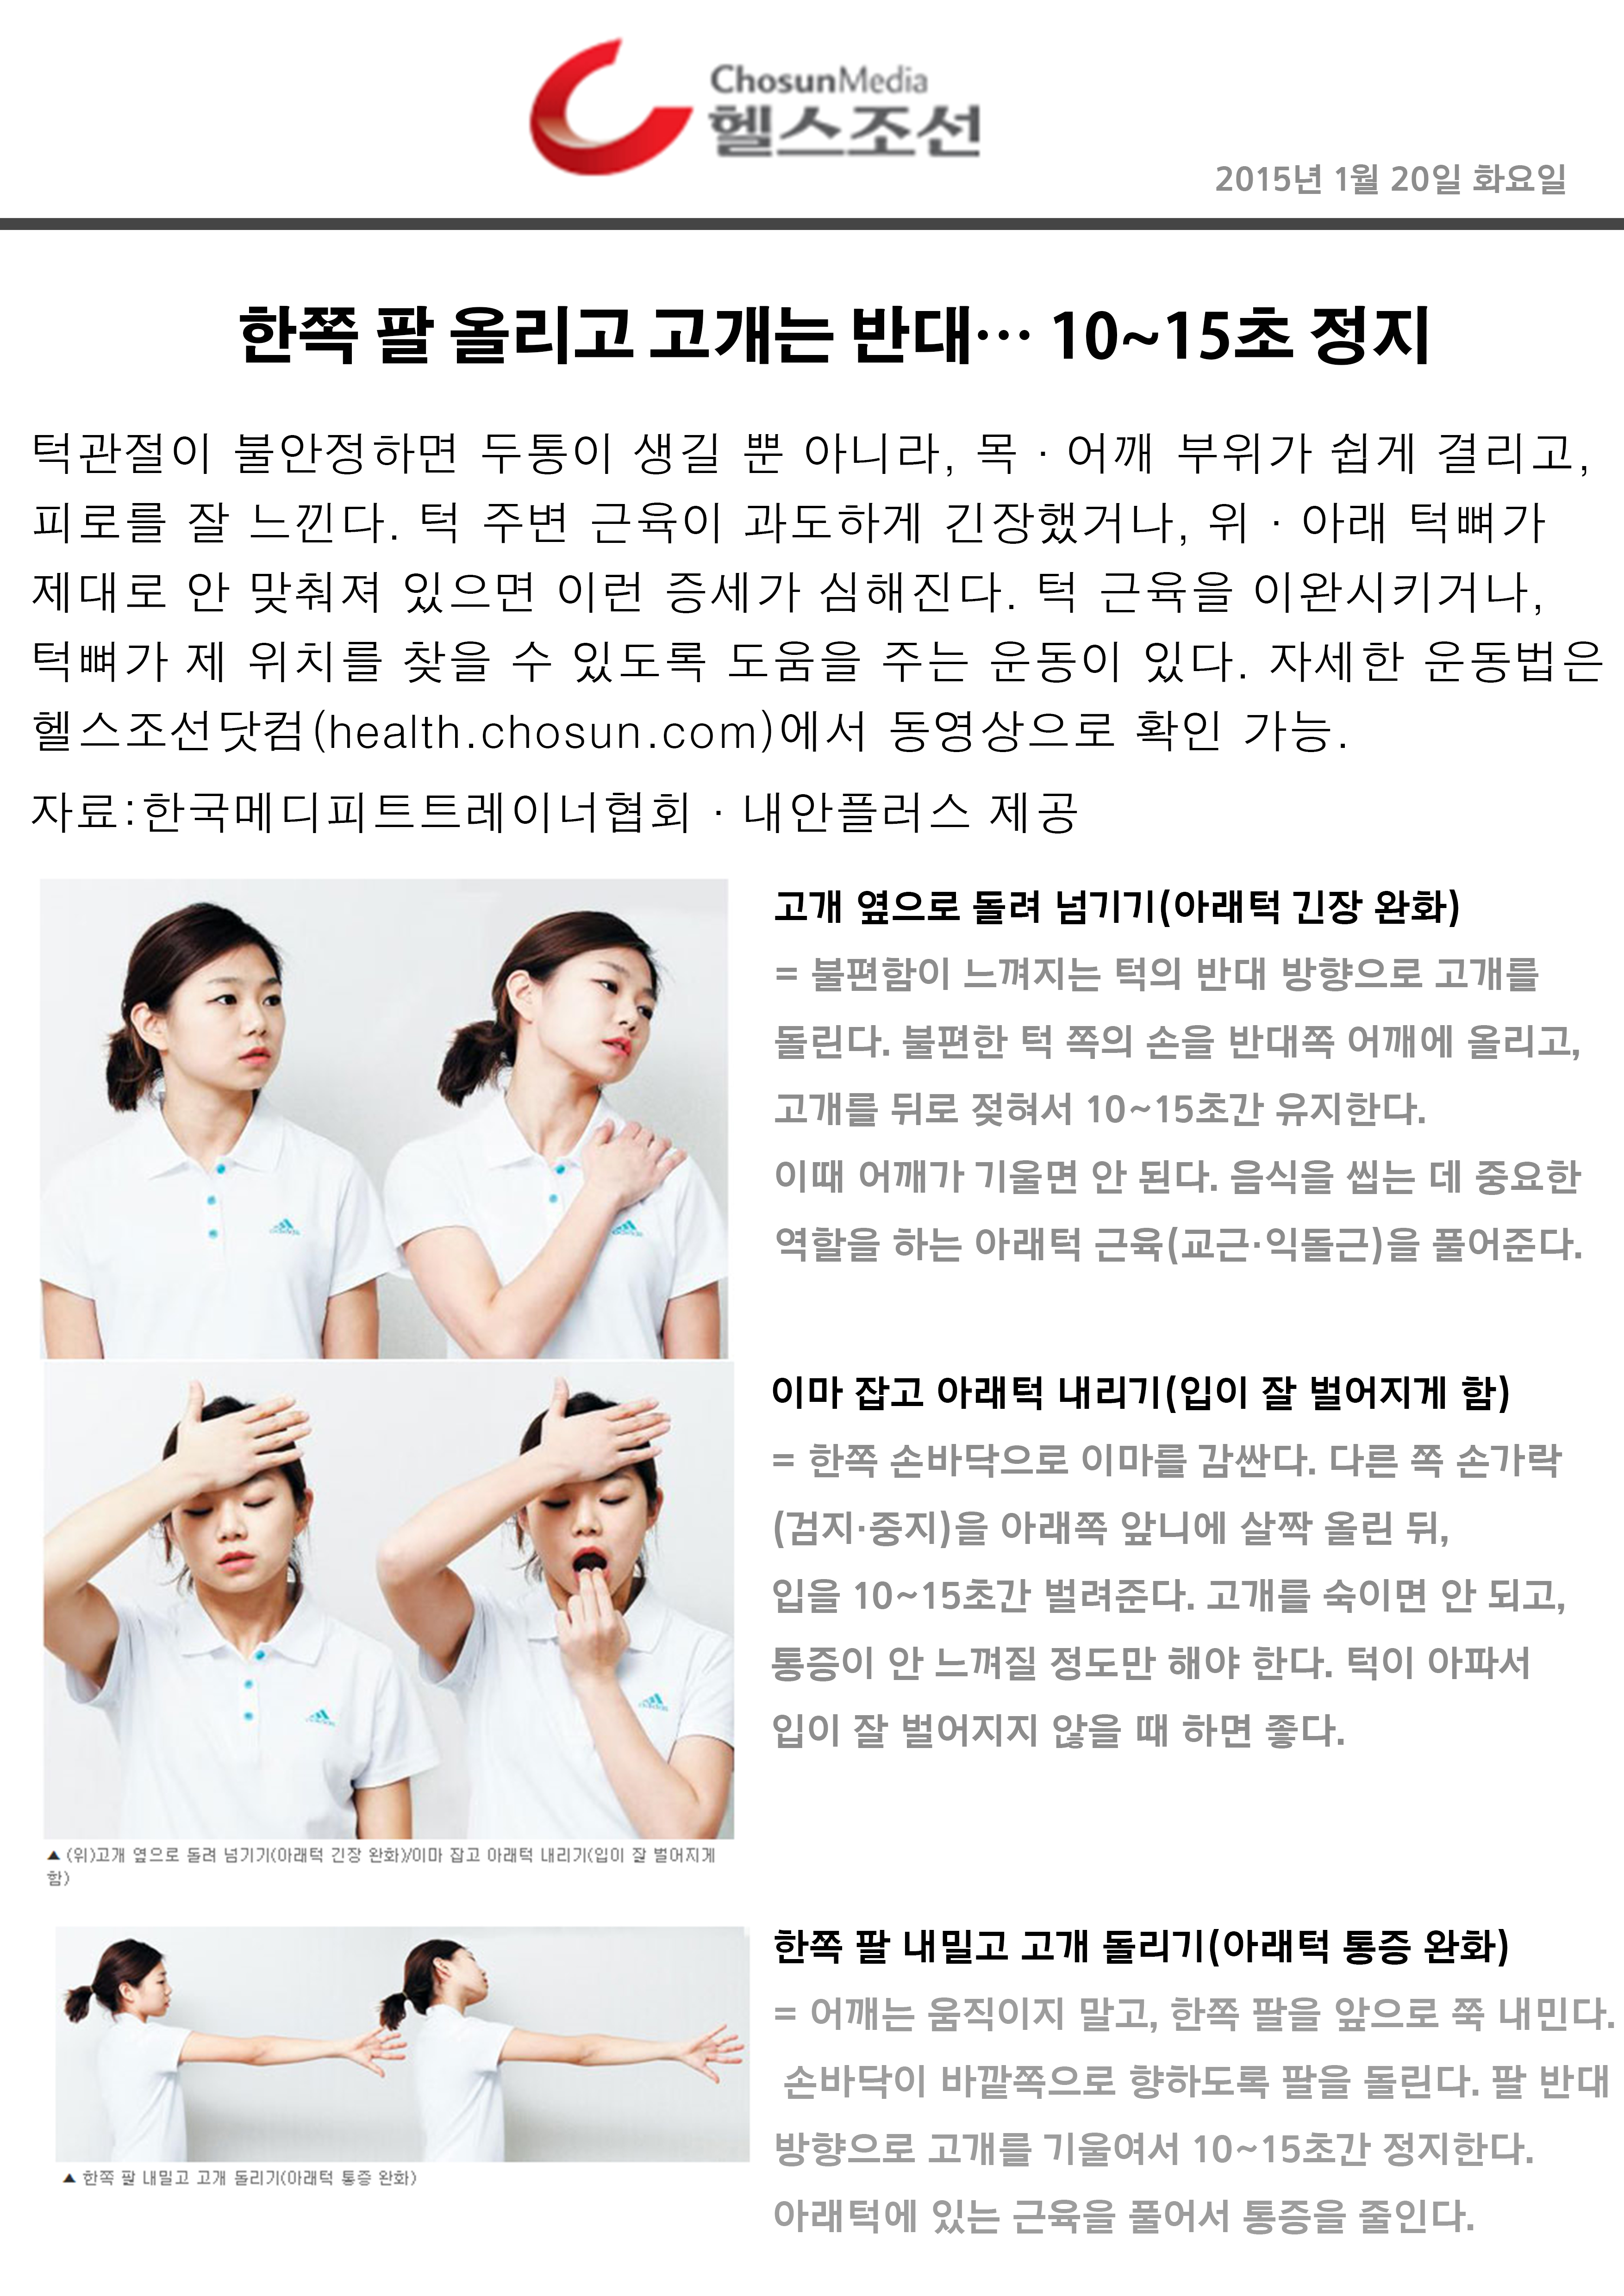 ChosunMedia
헬스조선
2015년 1월 20일 화요일
한쪽 팔 올리고 고개는 반대… 10~15초 정지
턱관절이 불안정하면 두통이 생길 뿐 아니라, 목 · 어깨 부위가 쉽게 결리고,
피로를 잘 느낀다. 턱 주변 근육이 과도하게 긴장했거나, 위 · 아래 턱뼈가
제대로 안 맞춰져 있으면 이런 증세가 심해진다. 턱 근육을 이완시키거나,
턱뼈가 제 위치를 찾을 수 있도록 도움을 주는 운동이 있다. 자세한 운동법은
헬스조선닷컴(health.chosun.com)에서 동영상으로 확인 가능.
자료:한국메디피트트레이너협회 · 내안플러스 제공
고개 옆으로 돌려 넘기기(아래턱 긴장 완화)
= 불편함이 느껴지는 턱의 반대 방향으로 고개를
돌린다. 불편한 턱 쪽의 손을 반대쪽 어깨에 올리고,
고개를 뒤로 젖혀서 10~15초간 유지한다.
이때 어깨가 기울면 안 된다. 음식을 씹는 데 중요한
역할을 하는 아래턱 근육(교근·익돌근)을 풀어준다.
adidas
adidas
이마 잡고 아래턱 내리기(입이 잘 벌어지게 함)
= 한쪽 손바닥으로 이마를 감싼다. 다른 쪽 손가락
(검지·중지)을 아래쪽 앞니에 살짝 올린 뒤,
입을 10~15초간 벌려준다. 고개를 숙이면 안 되고,
통증이 안 느껴질 정도만 해야 한다. 턱이 아파서
입이 잘 벌어지지 않을 때 하면 좋다.
adidas
adidas
▲ (위)고개 옆으로 돌려 넘기기(아래턱 긴장 완화)/이마 잡고 아래턱 내리기(입이 잘 벌어지게
함)
한쪽 팔 내밀고 고개 돌리기(아래턱 통증 완화)
= 어깨는 움직이지 말고, 한쪽 팔을 앞으로 쭉 내민다.
손바닥이 바깥쪽으로 향하도록 팔을 돌린다. 팔 반대
방향으로 고개를 기울여서 10~15초간 정지한다.
아래턱에 있는 근육을 풀어서 통증을 줄인다.
▲ 한쪽 팔 내밀고 고개 돌리기(아래턱 통증 완화)